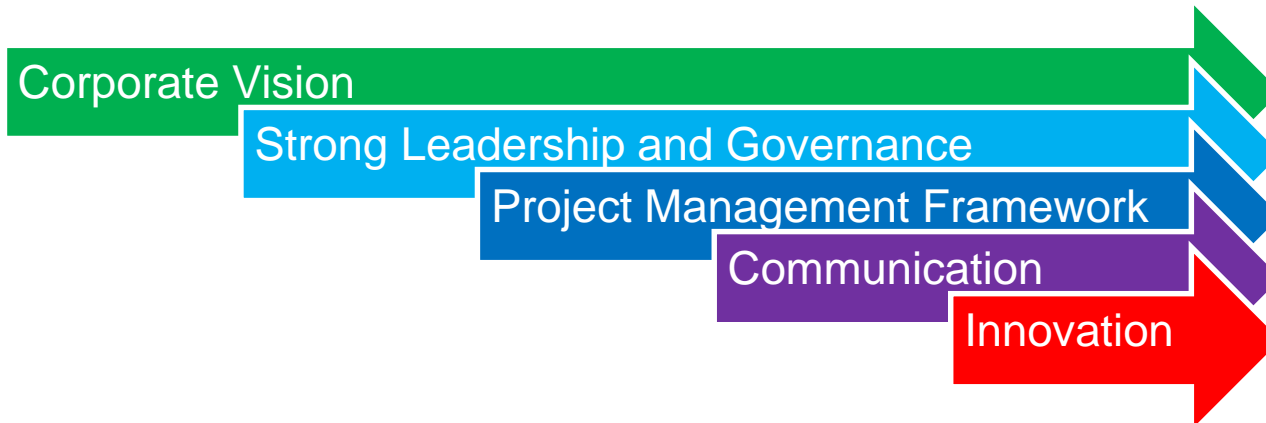 Corporate Vision
Strong Leadership and Governance
Project Management Framework
Communication
Innovation